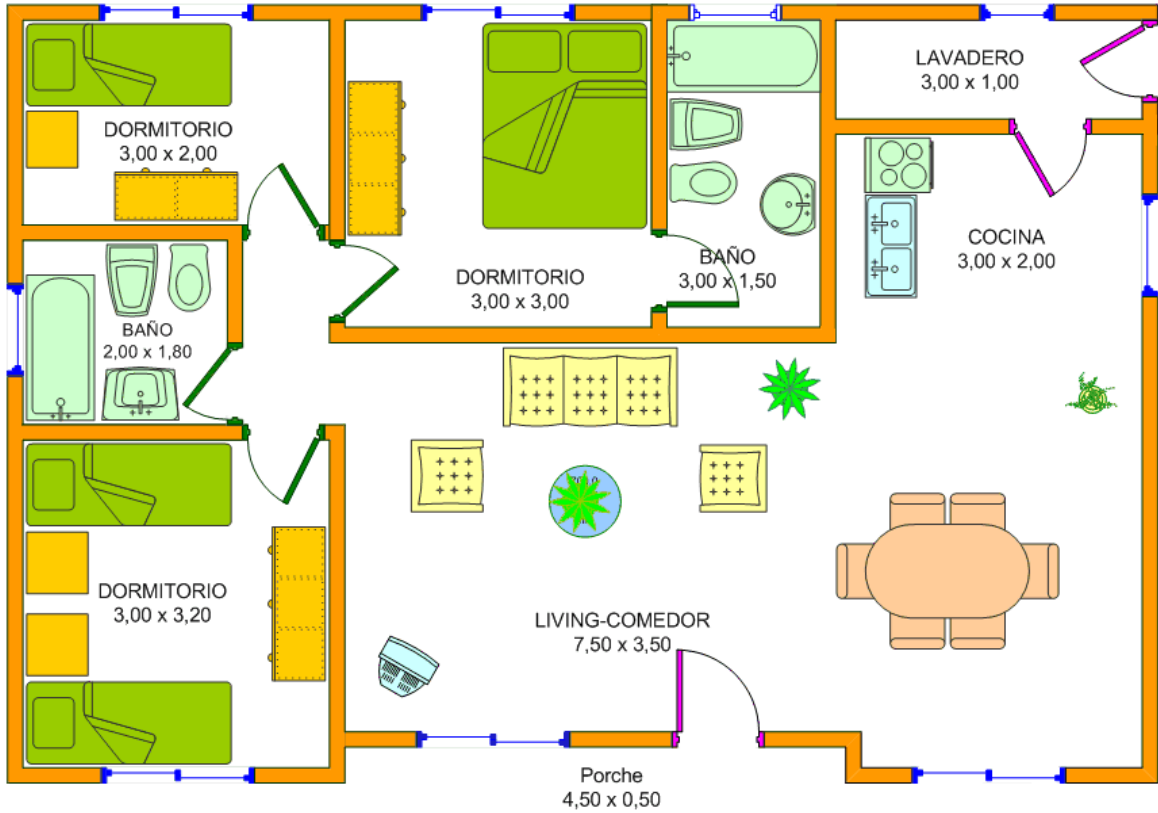 DORMITORIO
3,00 x 2,00
DORMITORIO
3,00 x 3,00
BAÑO
3,00 x 1,50
LAVADERO
3,00 x 1,00
COCINA
3,00 x 2,00
BAÑO
2,00 x 1,80
DORMITORIO
3,00 x 3,20
LIVING-COMEDOR
7,50 x 3,50
Porche
4,50 x 0,50